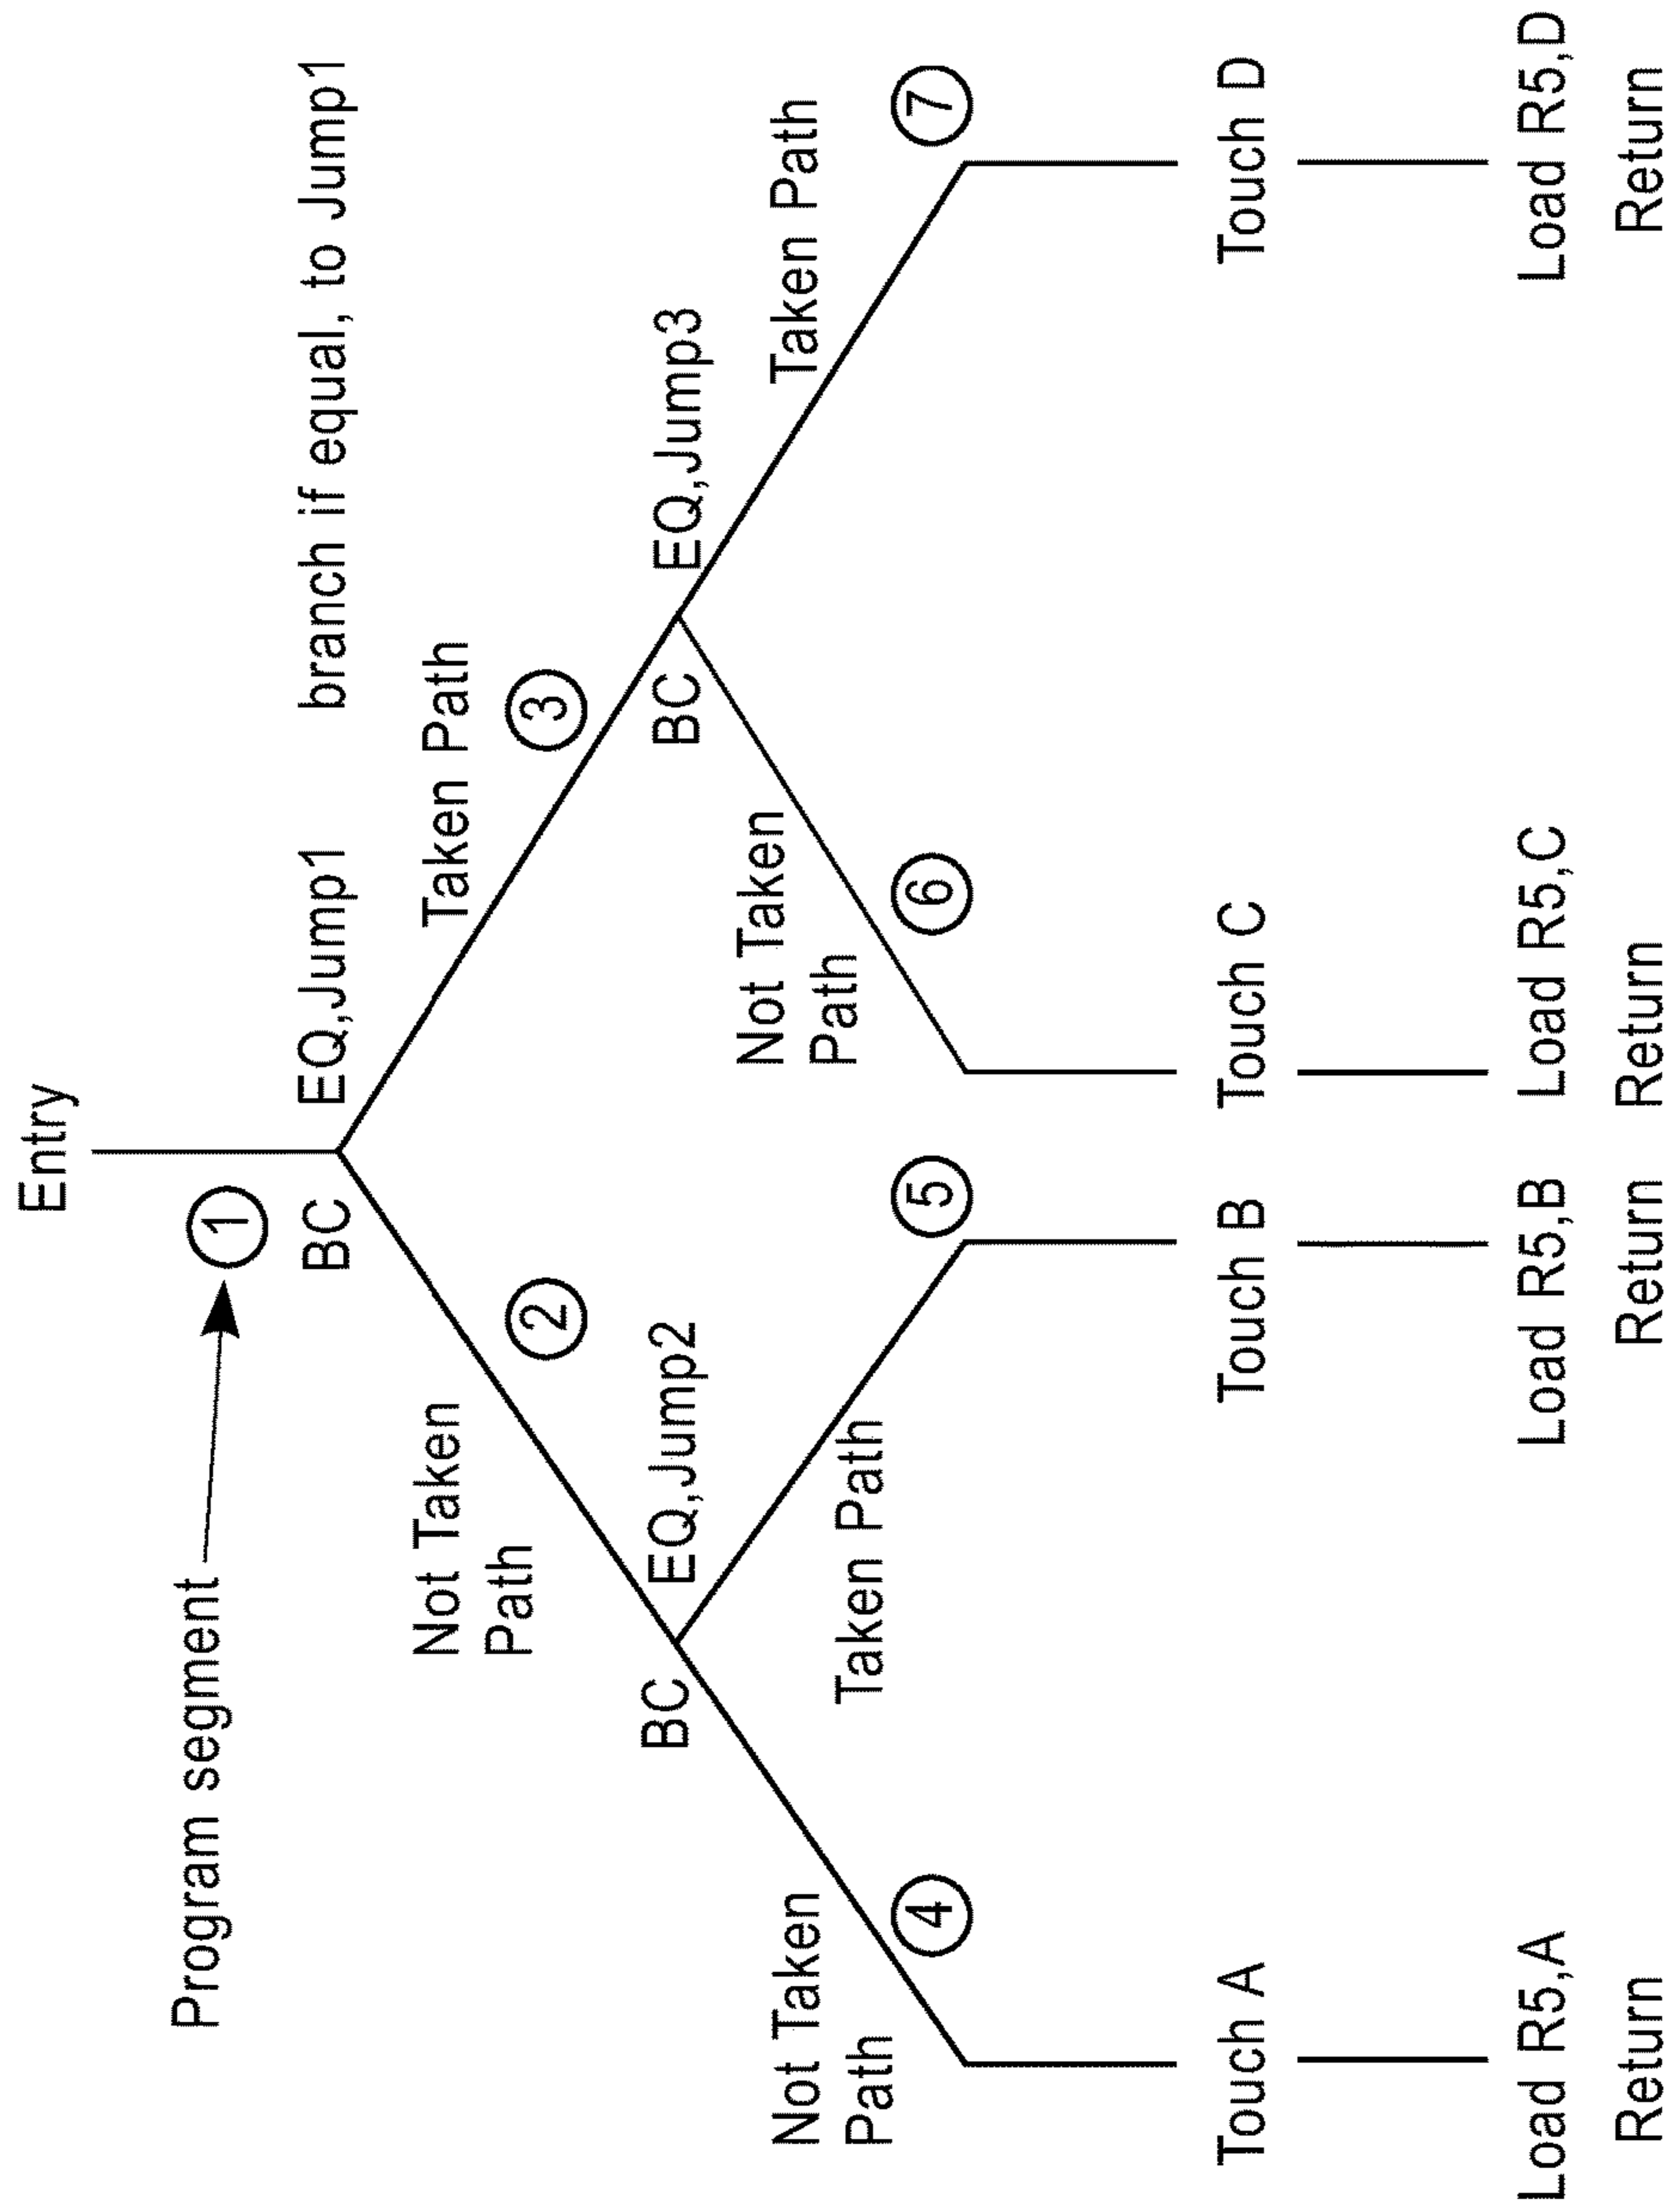 Entry
Program segment
1
BC EQ,Jump1 branch if equal, to Jump1
Not Taken
Path
2
3
Taken Path
BC EQ,Jump2
BC EQ,Jump3
Not Taken
Path
4
Taken Path
5
Not Taken
Path
6
Taken Path
7
Touch A
Touch B
Touch C
Touch D
Load R5,A
Load R5,B
Load R5,C
Load R5,D
Return
Return
Return
Return